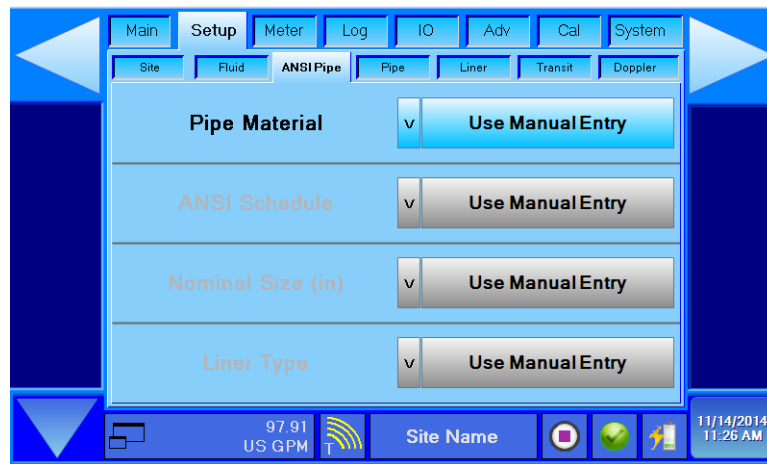 Main Setup Meter Log IO Adv Cal System
Site Fluid ANSI Pipe Pipe Liner Transit Doppler
Pipe Material v Use Manual Entry
ANSI Schedule v Use Manual Entry
Nominal Size (in) v Use Manual Entry
Liner Type v Use Manual Entry
97.91
US GPM T Site Name
11/14/2014
11:26 AM